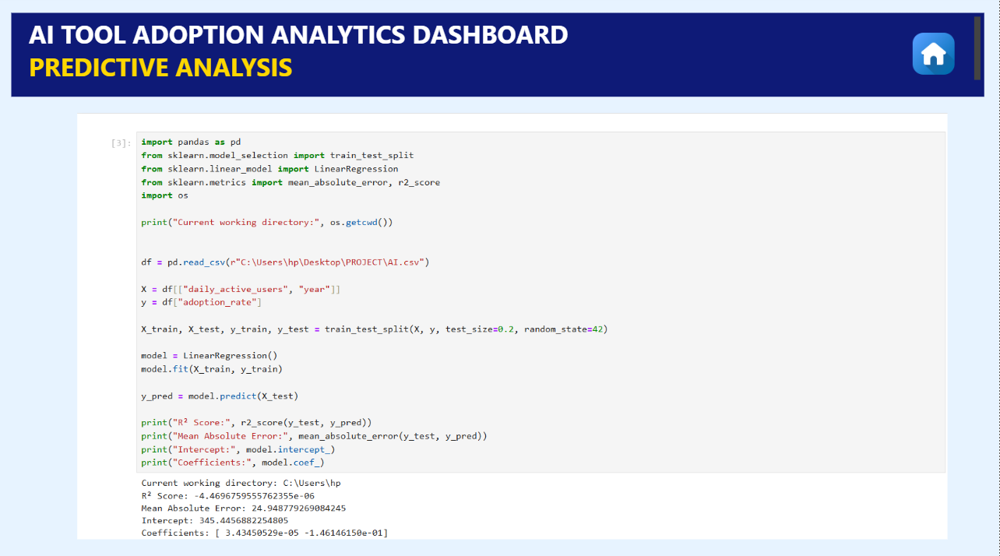 AI TOOL ADOPTION ANALYTICS DASHBOARD
PREDICTIVE ANALYSIS
[3]:
import pandas as pd
from sklearn.model_selection import train_test_split
from sklearn.linear_model import LinearRegression
from sklearn.metrics import mean_absolute_error, r2_score
import os
print("Current working directory:", os.getcwd())
df = pd.read_csv(r"C:\Users\hp\Desktop\PROJECT\AI.csv")
X = df[["daily_active_users", "year"]]
y = df["adoption_rate"]
X_train, X_test, y_train, y_test = train_test_split(X, y, test_size=0.2, random_state=42)
model = LinearRegression()
model.fit(X_train, y_train)
y_pred = model.predict(X_test)
print("R² Score:", r2_score(y_test, y_pred))
print("Mean Absolute Error:", mean_absolute_error(y_test, y_pred))
print("Intercept:", model.intercept_)
print("Coefficients:", model.coef_)
Current working directory: C:\Users\hp
R² Score: -4.4696759555762355e-06
Mean Absolute Error: 24.948779269084245
Intercept: 345.4456882254805
Coefficients: [ 3.43450529e-05 -1.46146150e-01]